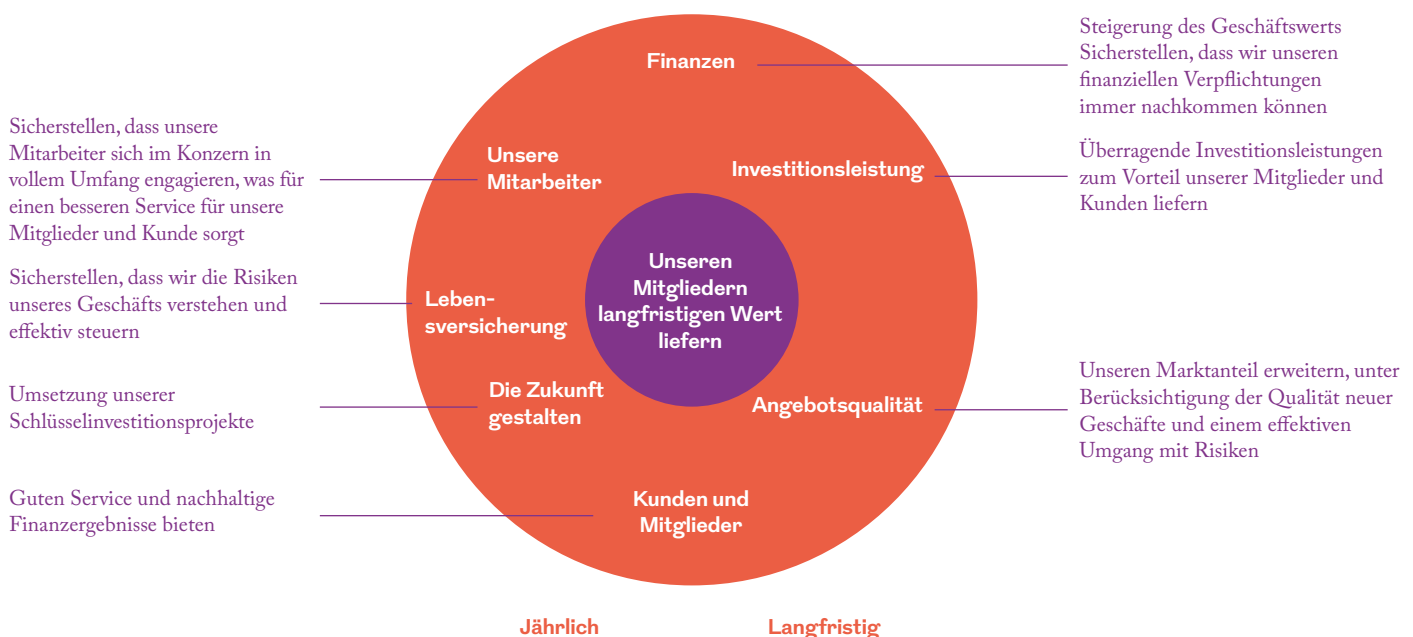 Finanzen
Steigerung des Geschäftswerts
Sicherstellen, dass wir unseren
finanziellen Verpflichtungen
immer nachkommen können
Sicherstellen, dass unsere
Mitarbeiter sich im Konzern in
vollem Umfang engagieren, was für
einen besseren Service für unsere
Mitglieder und Kunde sorgt
Unsere
Mitarbeiter
Investitionsleistung
Überragende Investitionsleistungen
zum Vorteil unserer Mitglieder und
Kunden liefern
Unseren
Mitgliedern
langfristigen Wert
liefern
Sicherstellen, dass wir die Risiken
unseres Geschäfts verstehen und
effektiv steuern
Leben-
sversicherung
Umsetzung unserer
Schlüsselinvestitionsprojekte
Die Zukunft
gestalten
Angebotsqualität
Unseren Marktanteil erweitern, unter
Berücksichtigung der Qualität neuer
Geschäfte und einem effektiven
Umgang mit Risiken
Guten Service und nachhaltige
Finanzergebnisse bieten
Kunden und
Mitglieder
Jährlich
Langfristig